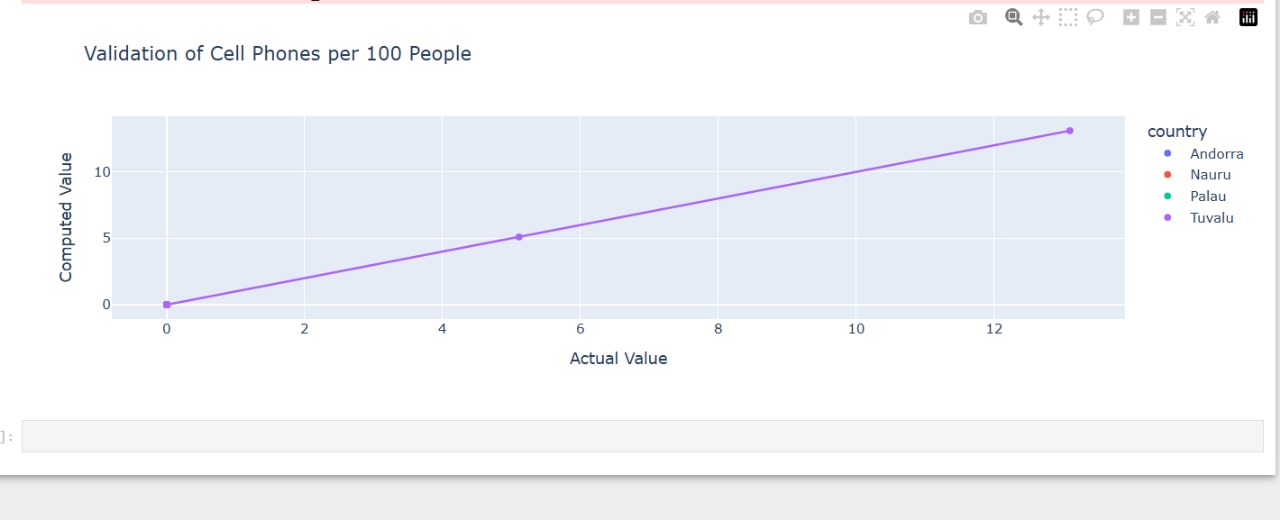 Validation of Cell Phones per 100 People
country
Andorra
Nauru
Palau
Tuvalu
Computed Value
10
5
0
0 2 4 6 8 10 12
Actual Value
]: